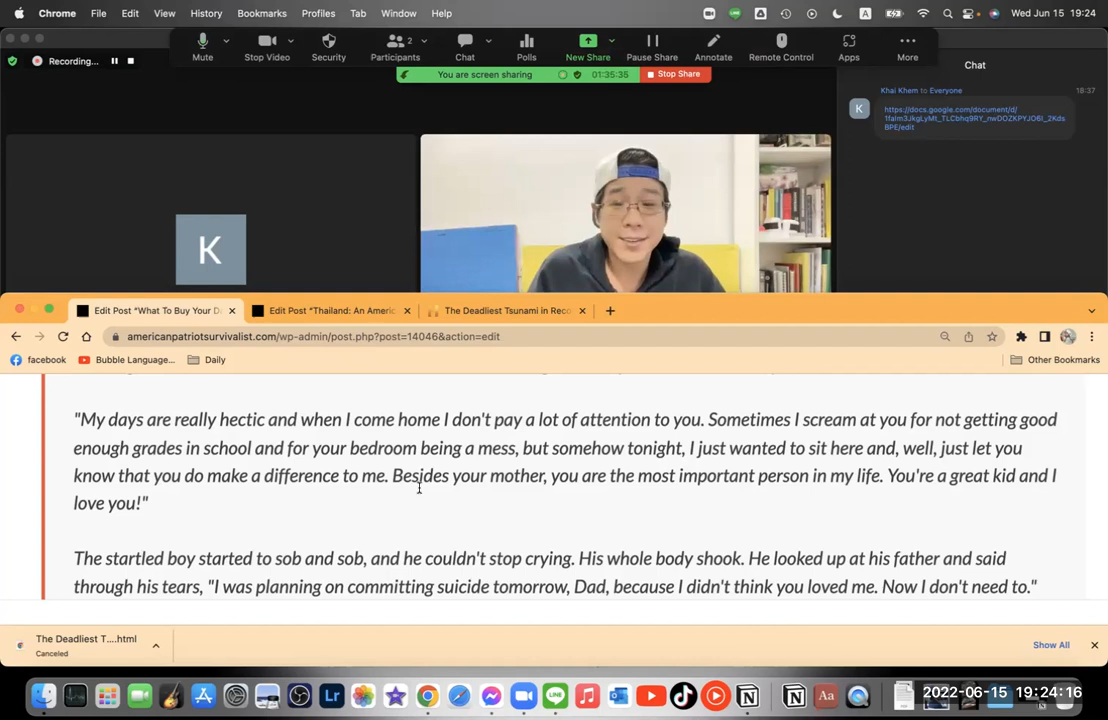 Chrome File Edit View History Bookmarks Profiles Tab Window Help A Wed Jun 15 19:24
Recording...
Mute Stop Video Security Participants 2 Chat Polls New Share Pause Share Annotate Remote Control Apps More
You are screen sharing 01:35:35 Stop Share
Chat
Khai Khem to Everyone 18:37
K
https://docs.google.com/document/d/
K
Edit Post "What To Buy Your D
Edit Post "Thailand: An Americ
The Deadliest Tsunami in Reco
americanpatriotsurvivalist.com/wp-admin/post.php?post=14046&action=edit
facebook Bubble Language... Daily Other Bookmarks
"My days are really hectic and when I come home I don't pay a lot of attention to you. Sometimes I scream at you for not getting good
enough grades in school and for your bedroom being a mess, but somehow tonight, I just wanted to sit here and, well, just let you
know that you do make a difference to me. Besides your mother, you are the most important person in my life. You're a great kid and I
love you!"
The startled boy started to sob and sob, and he couldn't stop crying. His whole body shook. He looked up at his father and said
through his tears, "I was planning on committing suicide tomorrow, Dad, because I didn't think you loved me. Now I don't need to."
The Deadliest T....html
Canceled
Show All
Lr
Aa
2022-06-15 19:24:16